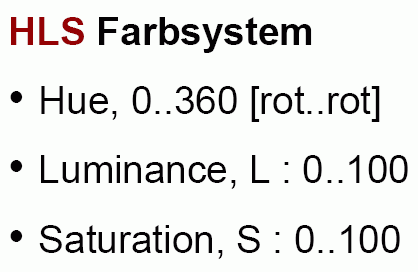 HLS Farbsystem
• Hue, 0..360 [rot..rot]
• Luminance, L : 0..100
• Saturation, S : 0..100